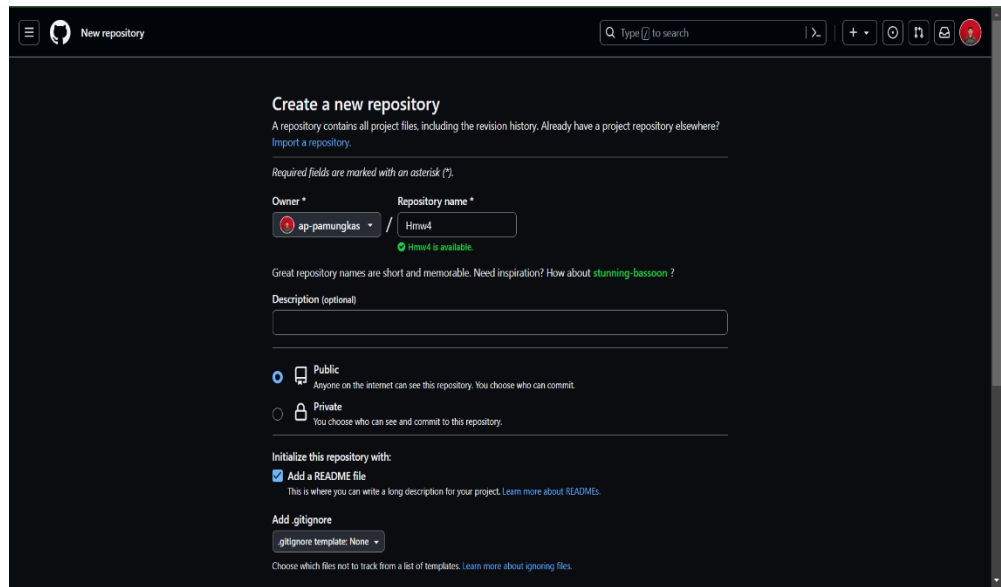 New repository
Type / to search
Create a new repository
A repository contains all project files, including the revision history. Already have a project repository elsewhere?
Import a repository.
Required fields are marked with an asterisk (*).
Owner * Repository name *
ap-pamungkas / Hmw4
Hmw4 is available.
Great repository names are short and memorable. Need inspiration? How about stunning-bassoon ?
Description (optional)
Public
Anyone on the internet can see this repository. You choose who can commit.
Private
You choose who can see and commit to this repository.
Initialize this repository with:
Add a README file
This is where you can write a long description for your project. Learn more about READMEs.
Add .gitignore
.gitignore template: None
Choose which files not to track from a list of templates. Learn more about ignoring files.